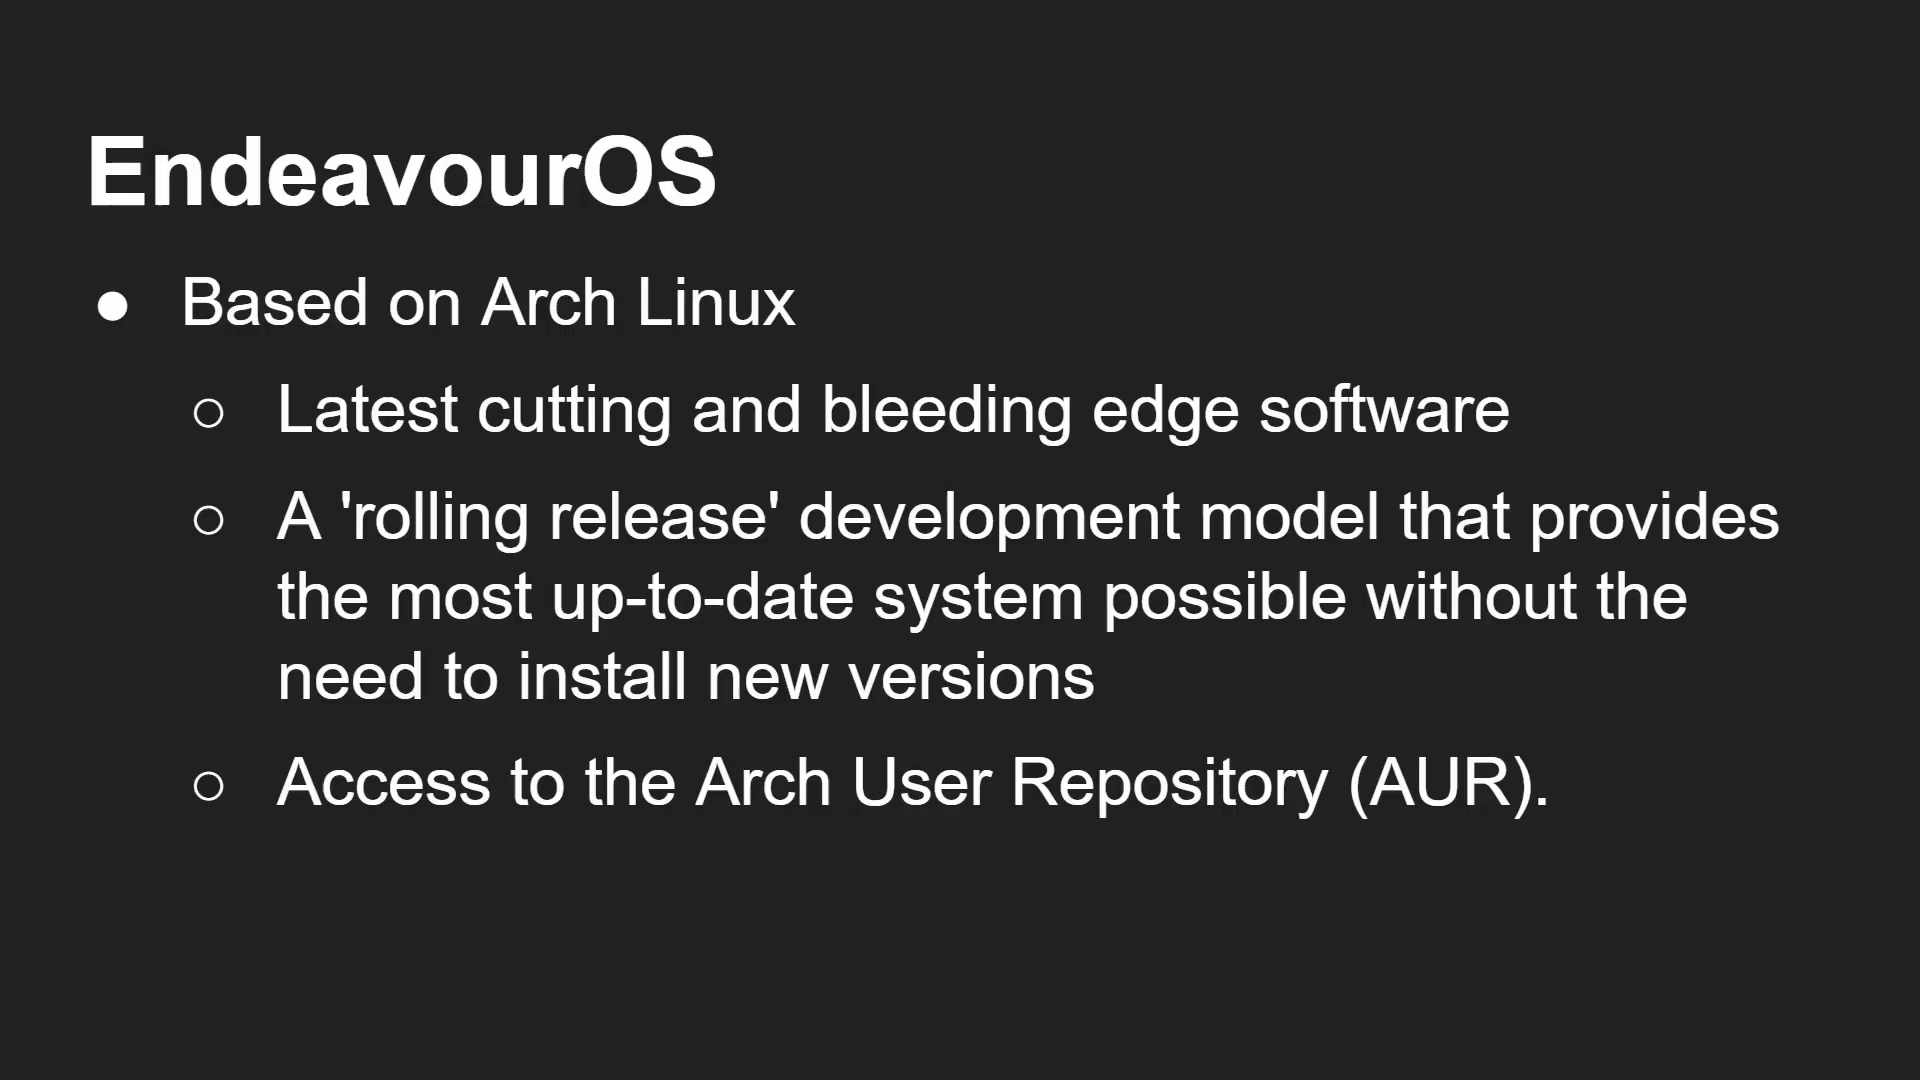 EndeavourOS
● Based on Arch Linux
○ Latest cutting and bleeding edge software
○ A 'rolling release' development model that provides
the most up-to-date system possible without the
need to install new versions
○ Access to the Arch User Repository (AUR).